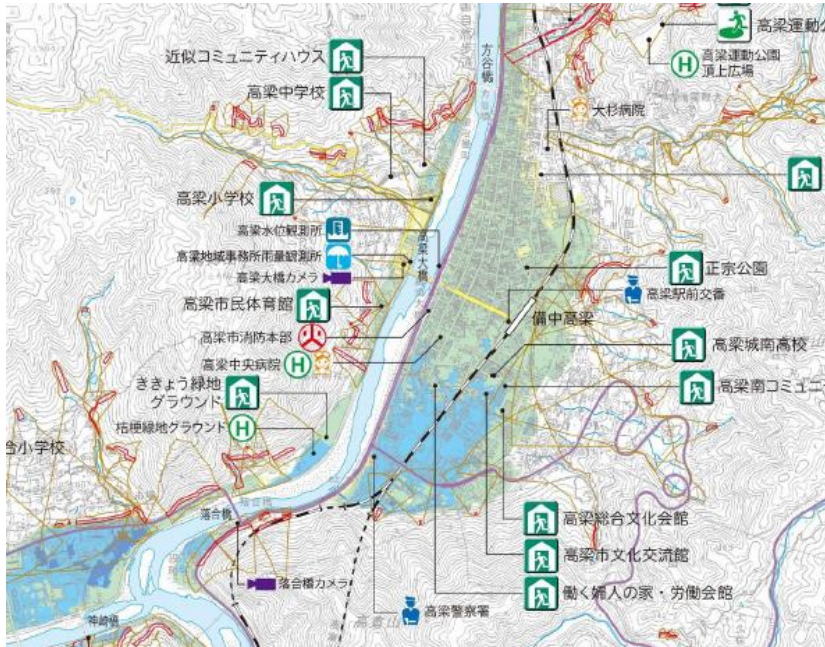 近似コミュニティハウス
高梁中学校
高梁小学校
高梁水位観測所
高梁地域事務所雨量観測所
高梁大橋カメラ
高梁市民体育館
高梁市消防本部
高梁中央病院
ききょう緑地
グラウンド
桔梗緑地グラウンド
合小学校
落合橋
落合橋
神崎橋
落合橋カメラ
高梁警察署
方谷橋
高梁大橋
高梁運動公
高梁運動公園
頂上広場
大杉病院
正宗公園
高梁駅前交番
備中高梁
高梁城南高校
高梁南コミュニ
高梁総合文化会館
高梁市文化交流館
働く婦人の家・労働会館